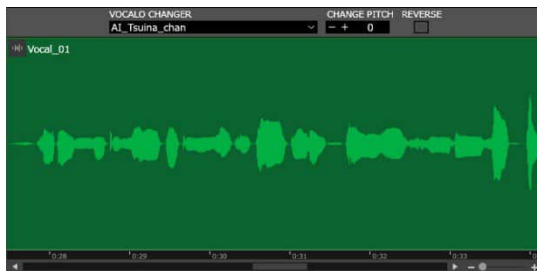 VOCALO CHANGER CHANGE PITCH REVERSE
AI_Tsuina_chan − + 0
Vocal_01
0:28 0:29 0:30 0:31 0:32 0:33